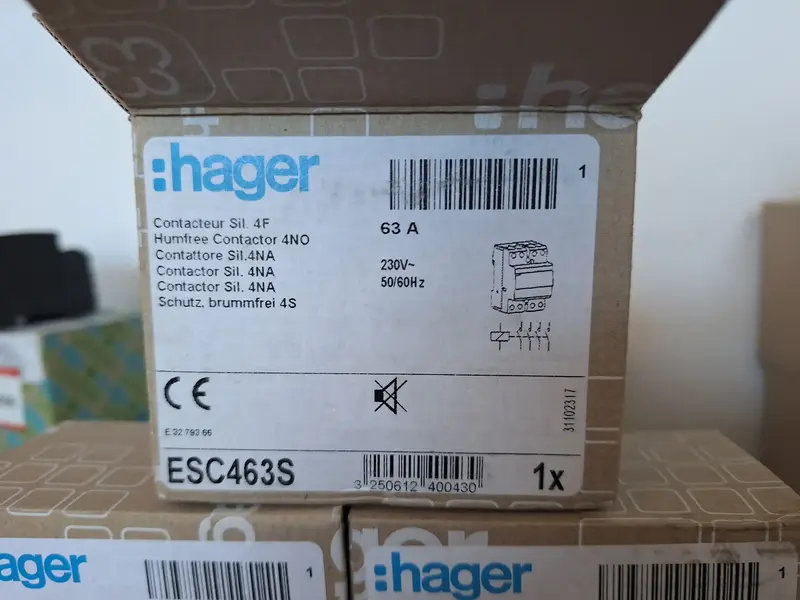 :hager
1
Contacteur Sil. 4F
Humfree Contactor 4NO
Contattore Sil.4NA
Contactor Sil. 4NA
Contactor Sil. 4NA
Schutz, brummfrei 4S
63 A
230V~
50/60Hz
CE
E 32 793 66
31102317
ESC463S
3 250612 400430
1x
ager
1
:hager
1